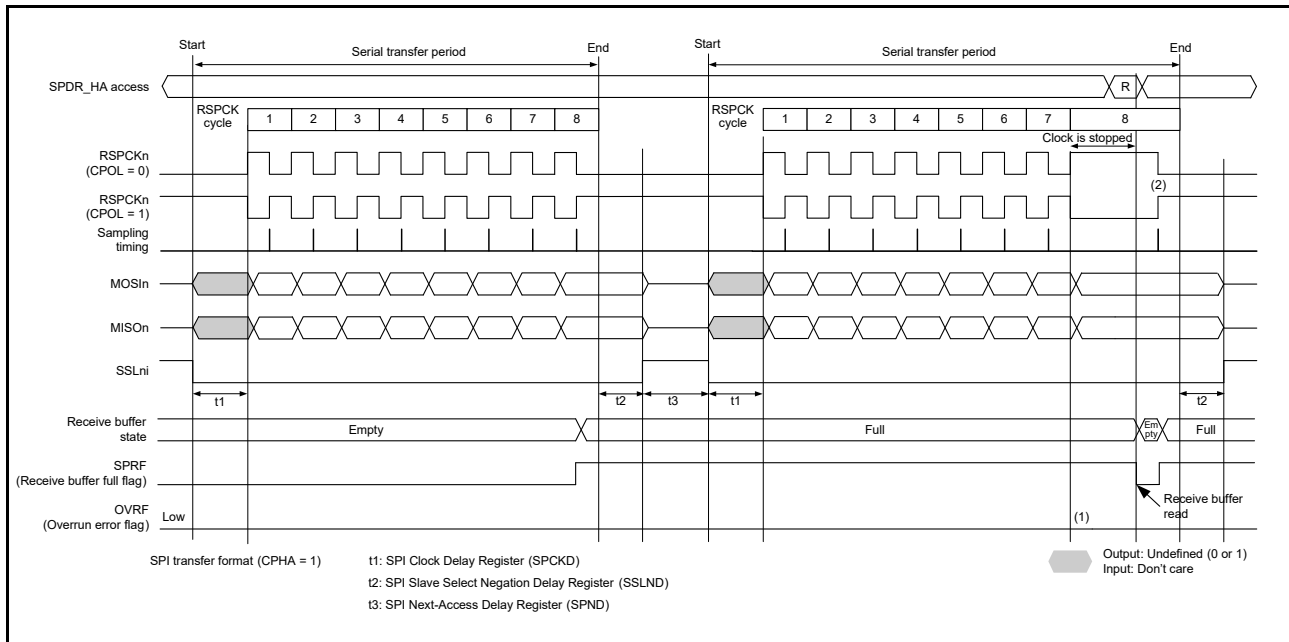 Start Serial transfer period End Start Serial transfer period End
SPDR_HA access R
RSPCK cycle 1 2 3 4 5 6 7 8 RSPCK cycle 1 2 3 4 5 6 7 8
Clock is stopped
RSPCKn
(CPOL = 0)
(2)
RSPCKn
(CPOL = 1)
Sampling
timing
MOSIn
MISOn
SSLni
t1 t2 t3 t1 t2
Receive buffer
state
Empty Full Em
pty Full
SPRF
(Receive buffer full flag)
Receive buffer
read
OVRF
(Overrun error flag)
Low (1)
SPI transfer format (CPHA = 1)
t1: SPI Clock Delay Register (SPCKD)
t2: SPI Slave Select Negation Delay Register (SSLND)
t3: SPI Next-Access Delay Register (SPND)
Output: Undefined (0 or 1)
Input: Don't care